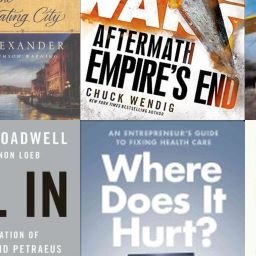 ating City
EXANDER
WAR
AFTERMATH
EMPIRE'S END
CHUCK WENDIG
OADWELL
NON LOEB
L IN
ATION OF
ID PETRAEUS
AN ENTREPRENEUR'S GUIDE
TO FIXING HEALTH CARE
Where
Does It
Hurt?